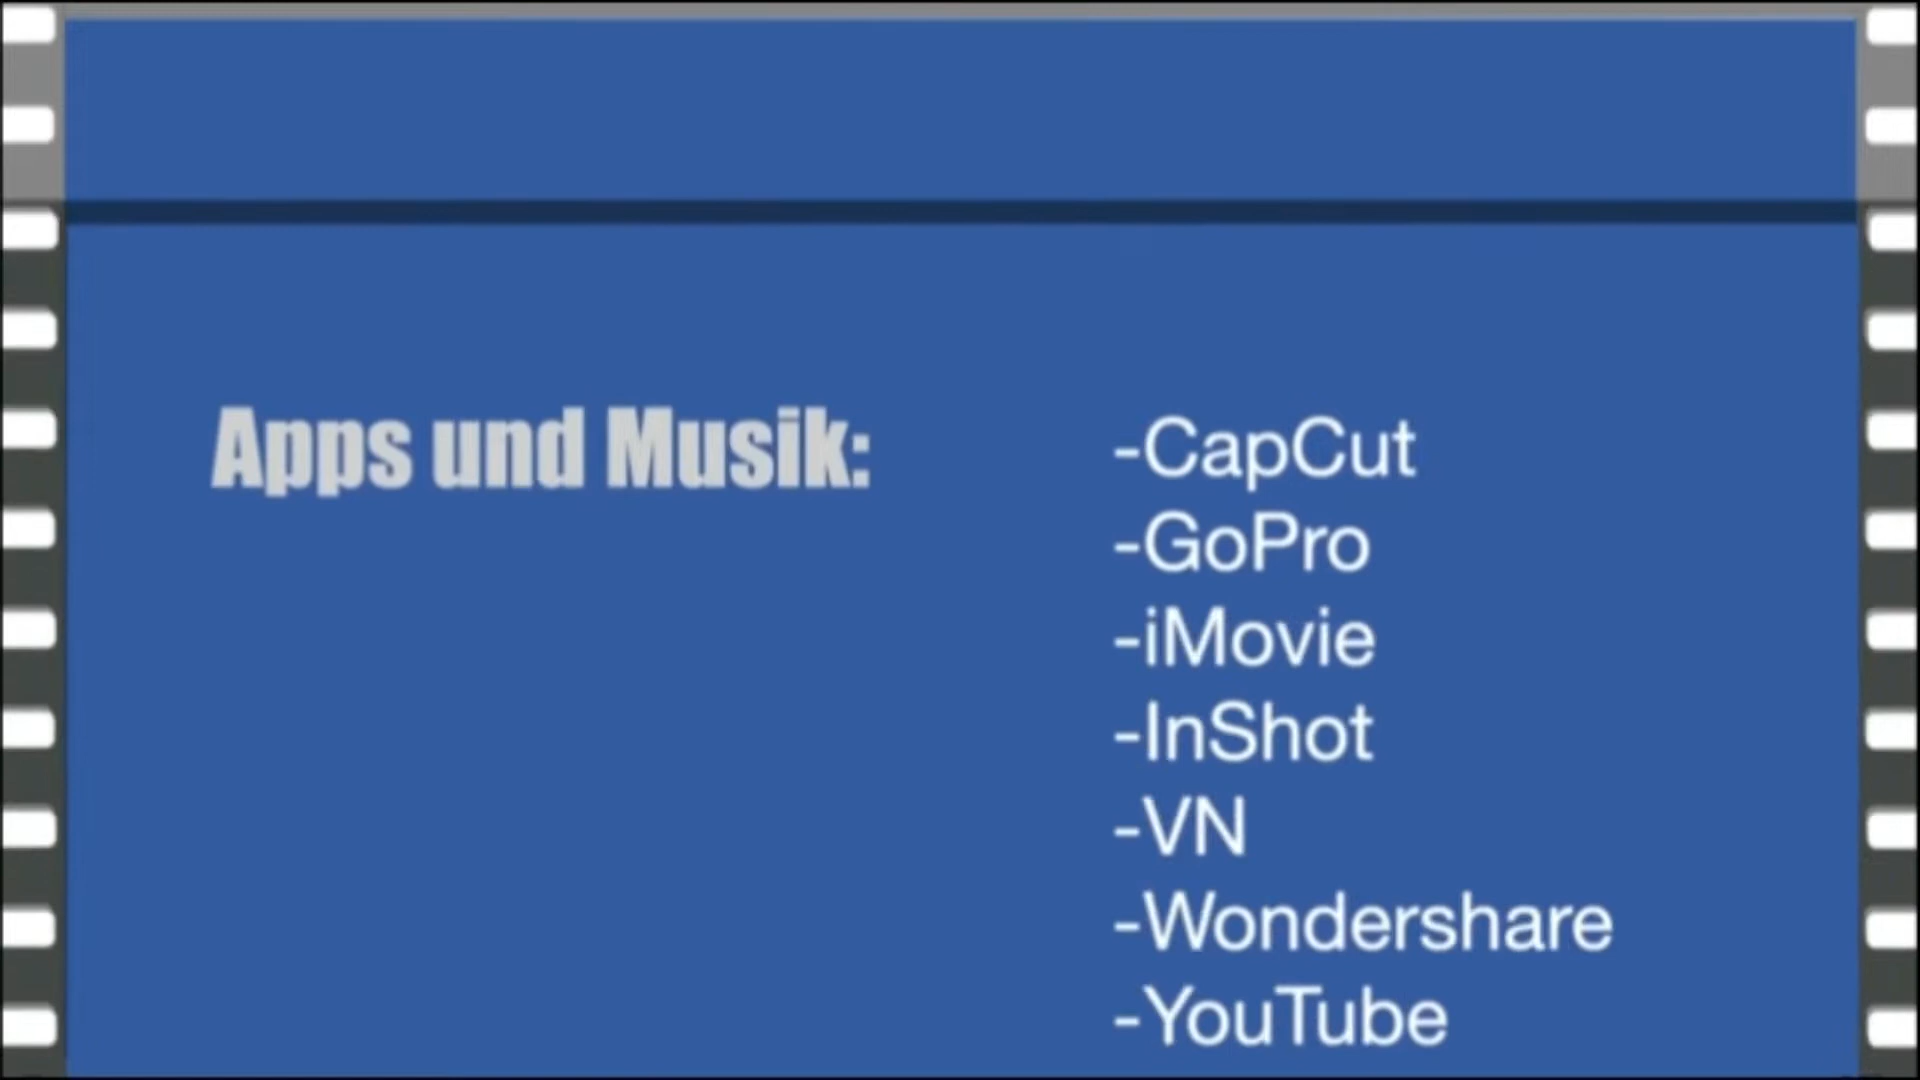 Apps und Musik:
-CapCut
-GoPro
-iMovie
-InShot
-VN
-Wondershare
-YouTube